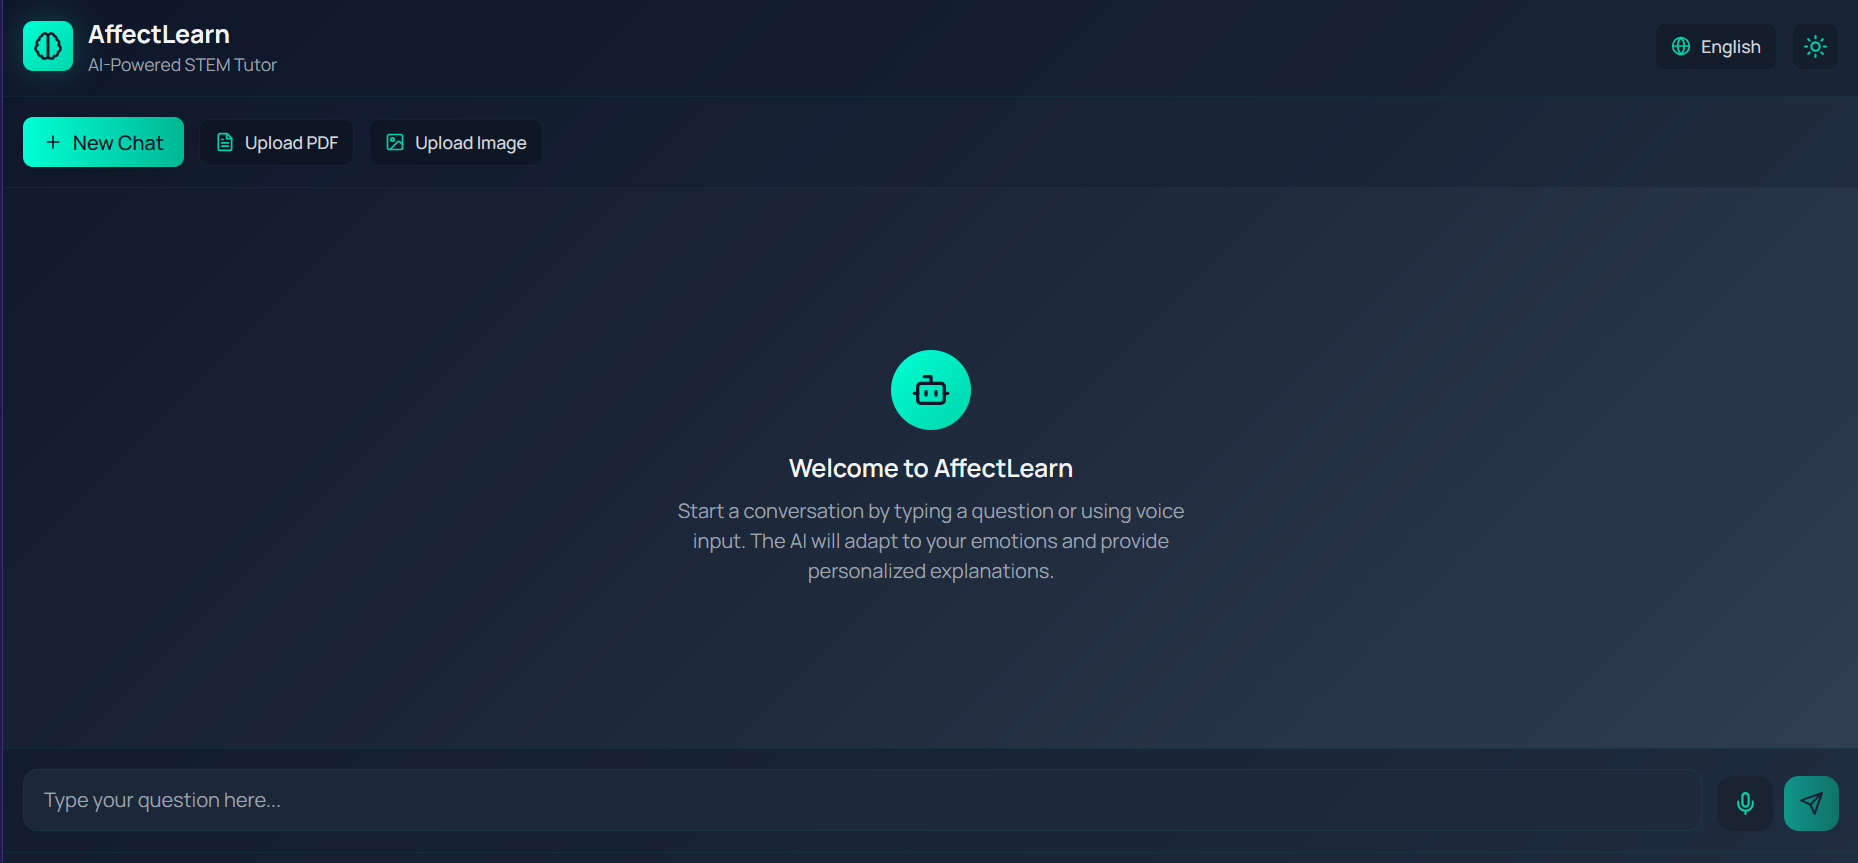 AffectLearn
AI-Powered STEM Tutor
English
New Chat
Upload PDF
Upload Image
Welcome to AffectLearn
Start a conversation by typing a question or using voice
input. The AI will adapt to your emotions and provide
personalized explanations.
Type your question here...